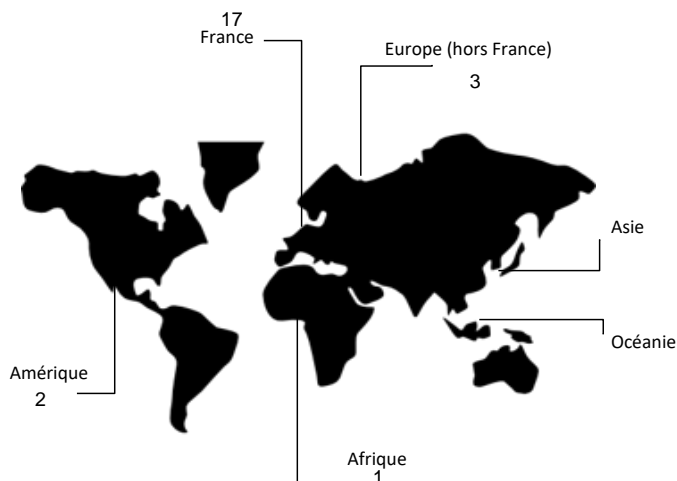 17
France
Europe (hors France)
3
Asie
Océanie
Amérique
2
Afrique
1